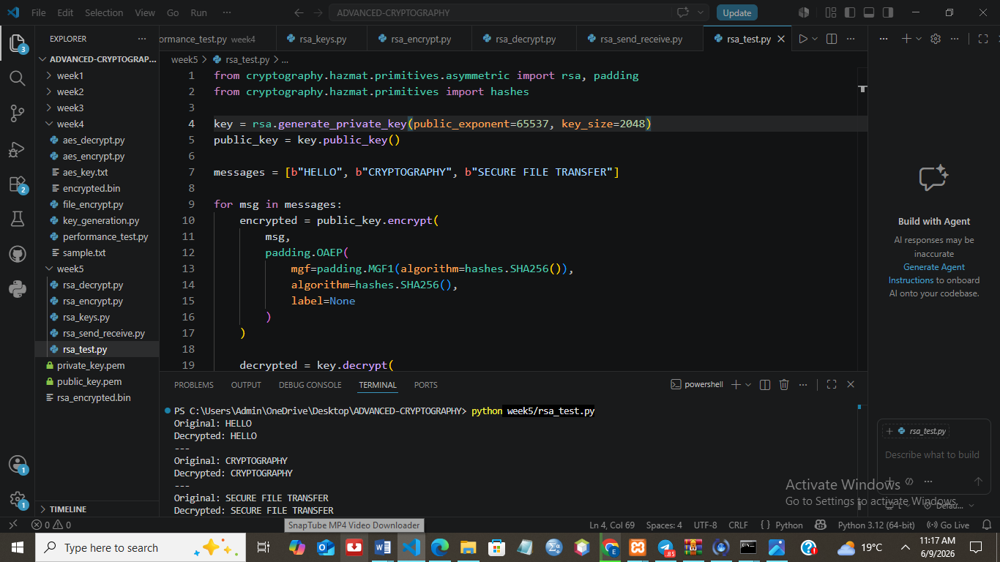 File Edit Selection View Go Run ··· ADVANCED-CRYPTOGRAPHY Update
EXPLORER ···
ADVANCED-CRYPTOGRAP...
week1
week2
week3
week4
aes_decrypt.py
aes_encrypt.py
aes_key.txt
encrypted.bin
file_encrypt.py
key_generation.py
performance_test.py
sample.txt
week5
rsa_decrypt.py
rsa_encrypt.py
rsa_keys.py
rsa_send_receive.py
rsa_test.py
private_key.pem
public_key.pem
rsa_encrypted.bin
TIMELINE
3
2
1
1
formance_test.py week4 rsa_keys.py rsa_encrypt.py rsa_decrypt.py rsa_send_receive.py rsa_test.py
week5 > rsa_test.py > ...
1 from cryptography.hazmat.primitives.asymmetric import rsa, padding
2 from cryptography.hazmat.primitives import hashes
3
4 key = rsa.generate_private_key(public_exponent=65537, key_size=2048)
5 public_key = key.public_key()
6
7 messages = [b"HELLO", b"CRYPTOGRAPHY", b"SECURE FILE TRANSFER"]
8
9 for msg in messages:
10     encrypted = public_key.encrypt(
11         msg,
12         padding.OAEP(
13             mgf=padding.MGF1(algorithm=hashes.SHA256()),
14             algorithm=hashes.SHA256(),
15             label=None
16         )
17     )
18
19     decrypted = key.decrypt(
PROBLEMS OUTPUT DEBUG CONSOLE TERMINAL PORTS powershell
PS C:\Users\Admin\OneDrive\Desktop\ADVANCED-CRYPTOGRAPHY> python week5/rsa_test.py
Original: HELLO
Decrypted: HELLO
---
Original: CRYPTOGRAPHY
Decrypted: CRYPTOGRAPHY
---
Original: SECURE FILE TRANSFER
Decrypted: SECURE FILE TRANSFER
Build with Agent
AI responses may be
inaccurate
Generate Agent
Instructions to onboard
AI onto your codebase.
rsa_test.py
Describe what to build
Activate Windows
Go to Settings to activate Windows.
0 0
SnapTube MP4 Video Downloader
Ln 4, Col 69 Spaces: 4 UTF-8 CRLF { } Python Python 3.12 (64-bit) Go Live
Type here to search
.85
19°C
11:17 AM
6/9/2026